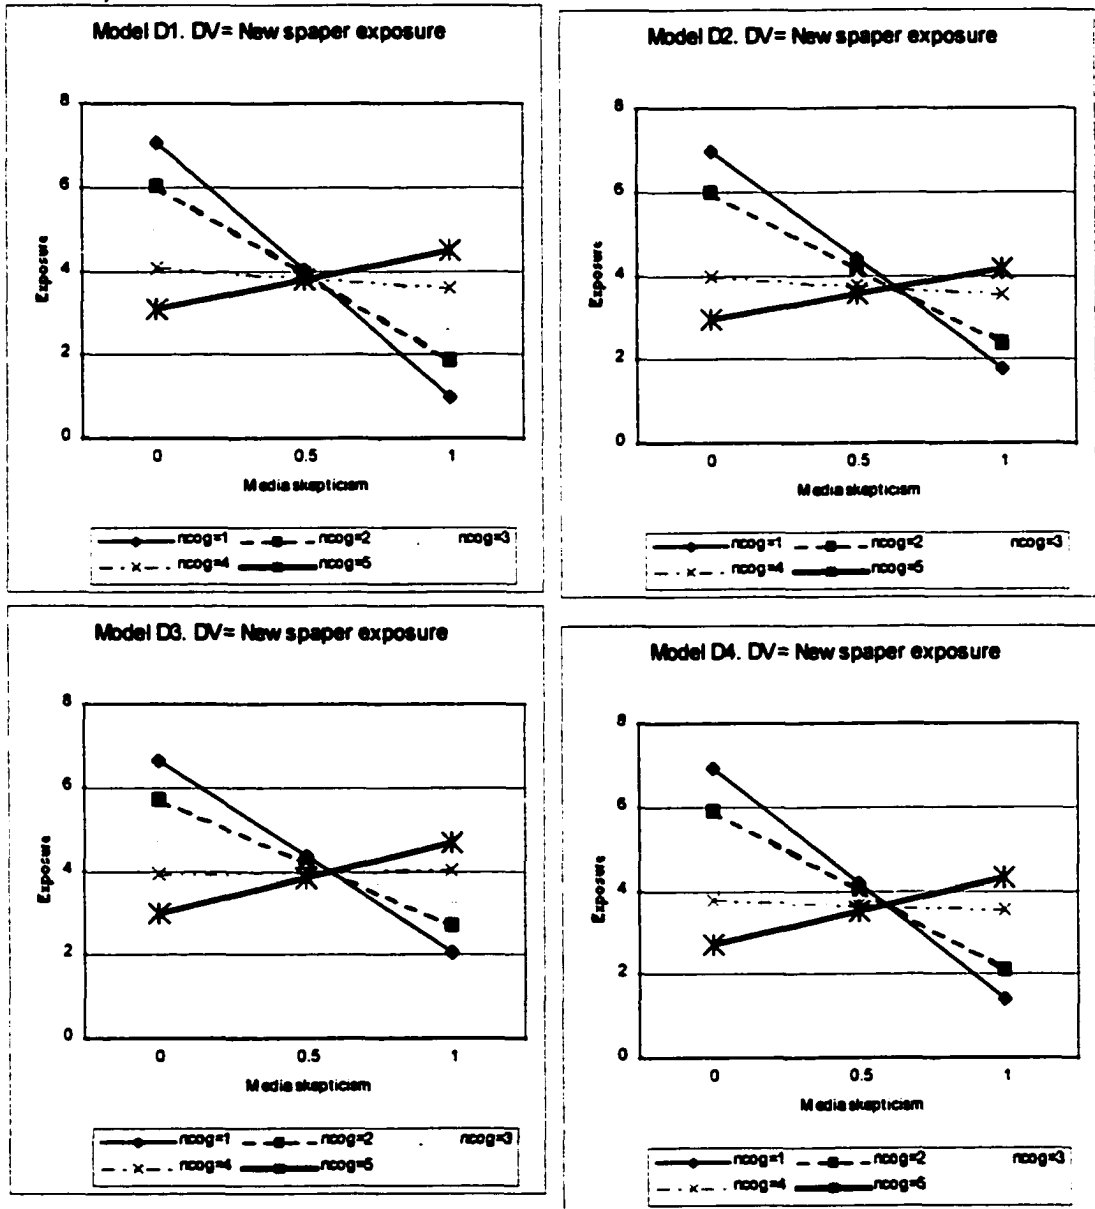 Model D1. DV= New spaper exposure
8
6
4
2
0
Exposure
0 0.5 1
Media skepticism
ncog=1 ncog=2 ncog=3
ncog=4 ncog=5
Model D2. DV= New spaper exposure
8
6
4
2
0
Exposure
0 0.5 1
Media skepticism
ncog=1 ncog=2 ncog=3
ncog=4 ncog=5
Model D3. DV= New spaper exposure
8
6
4
2
0
Exposure
0 0.5 1
Media skepticism
ncog=1 ncog=2 ncog=3
ncog=4 ncog=5
Model D4. DV= New spaper exposure
8
6
4
2
0
Exposure
0 0.5 1
Media skepticism
ncog=1 ncog=2 ncog=3
ncog=4 ncog=5